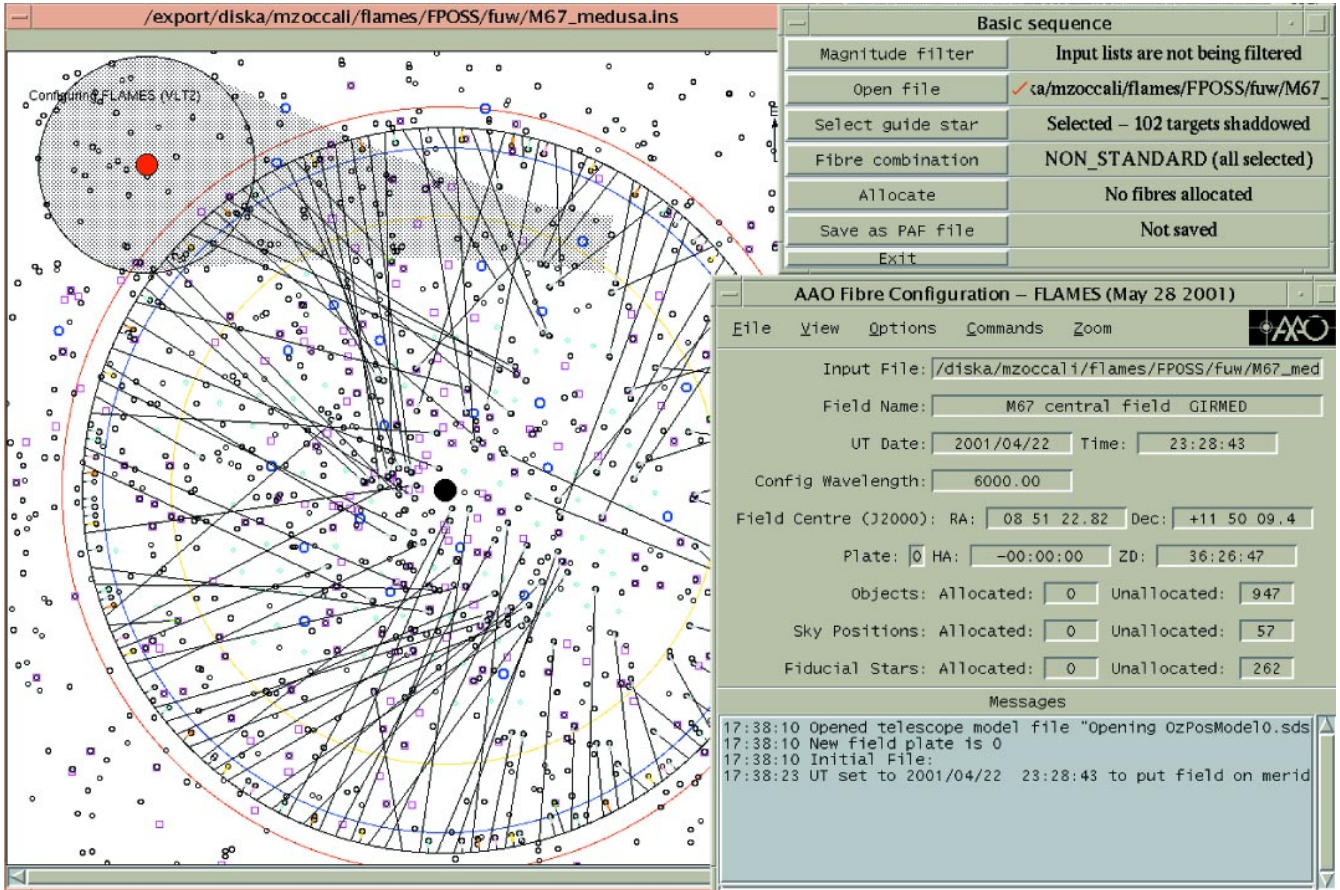 /export/diska/mzoccali/flames/FPOSS/fuw/M67_medusa.ins
Configuring FLAMES (VLT2)
E
Basic sequence
Magnitude filter Input lists are not being filtered
Open file ✓ ka/mzoccali/flames/FPOSS/fuw/M67_
Select guide star Selected – 102 targets shaddowed
Fibre combination NON_STANDARD (all selected)
Allocate No fibres allocated
Save as PAF file Not saved
Exit
AAO Fibre Configuration – FLAMES (May 28 2001)
File View Options Commands Zoom AAO
Input File: /diska/mzoccali/flames/FPOSS/fuw/M67_med
Field Name: M67 central field GIRMED
UT Date: 2001/04/22 Time: 23:28:43
Config Wavelength: 6000.00
Field Centre (J2000): RA: 08 51 22.82 Dec: +11 50 09.4
Plate: 0 HA: -00:00:00 ZD: 36:26:47
Objects: Allocated: 0 Unallocated: 947
Sky Positions: Allocated: 0 Unallocated: 57
Fiducial Stars: Allocated: 0 Unallocated: 262
Messages
17:38:10 Opened telescope model file "Opening OzPosModel0.sds
17:38:10 New field plate is 0
17:38:10 Initial File:
17:38:23 UT set to 2001/04/22 23:28:43 to put field on merid